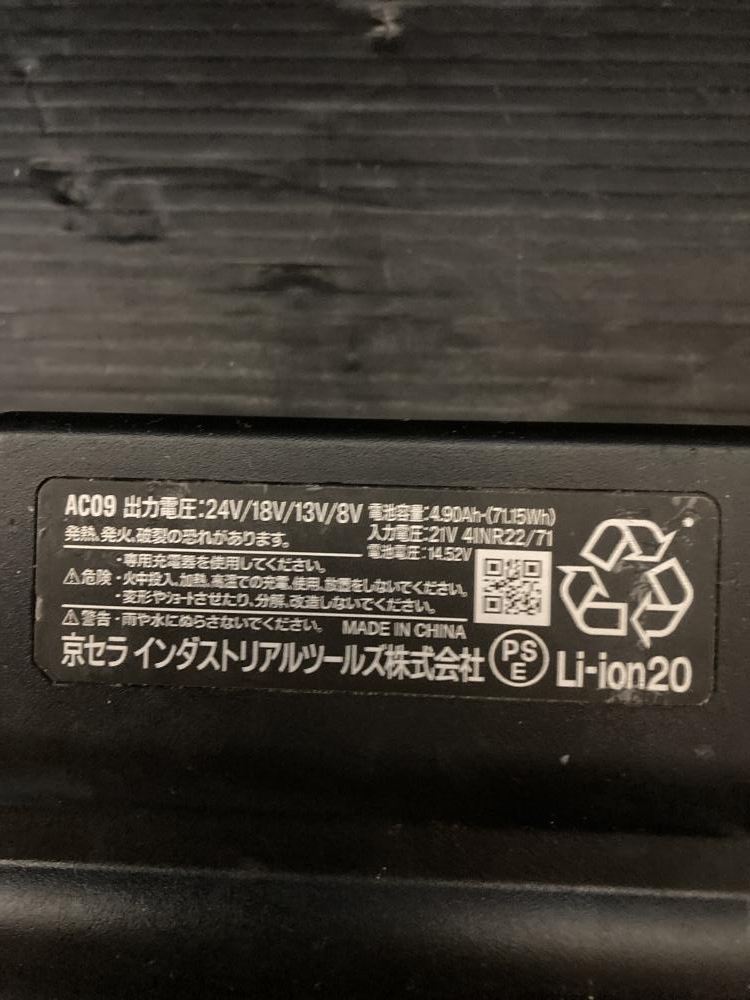 AC09 出力電圧:24V/18V/13V/8V
電池容量:4.90Ah-(71.15Wh)
発熱、発火、破裂の恐れがあります。
入力電圧:21V 4INR22/71
電池電圧:14.52V
・専用充電器を使用してください。
⚠危険・火中投入、加熱、高温での充電、使用、放置をしないでください。
・変形やショートさせたり、分解、改造しないでください。
⚠警告・雨や水にぬらさないでください。 MADE IN CHINA
京セラ インダストリアルツールズ株式会社
PS
E
Li-ion20